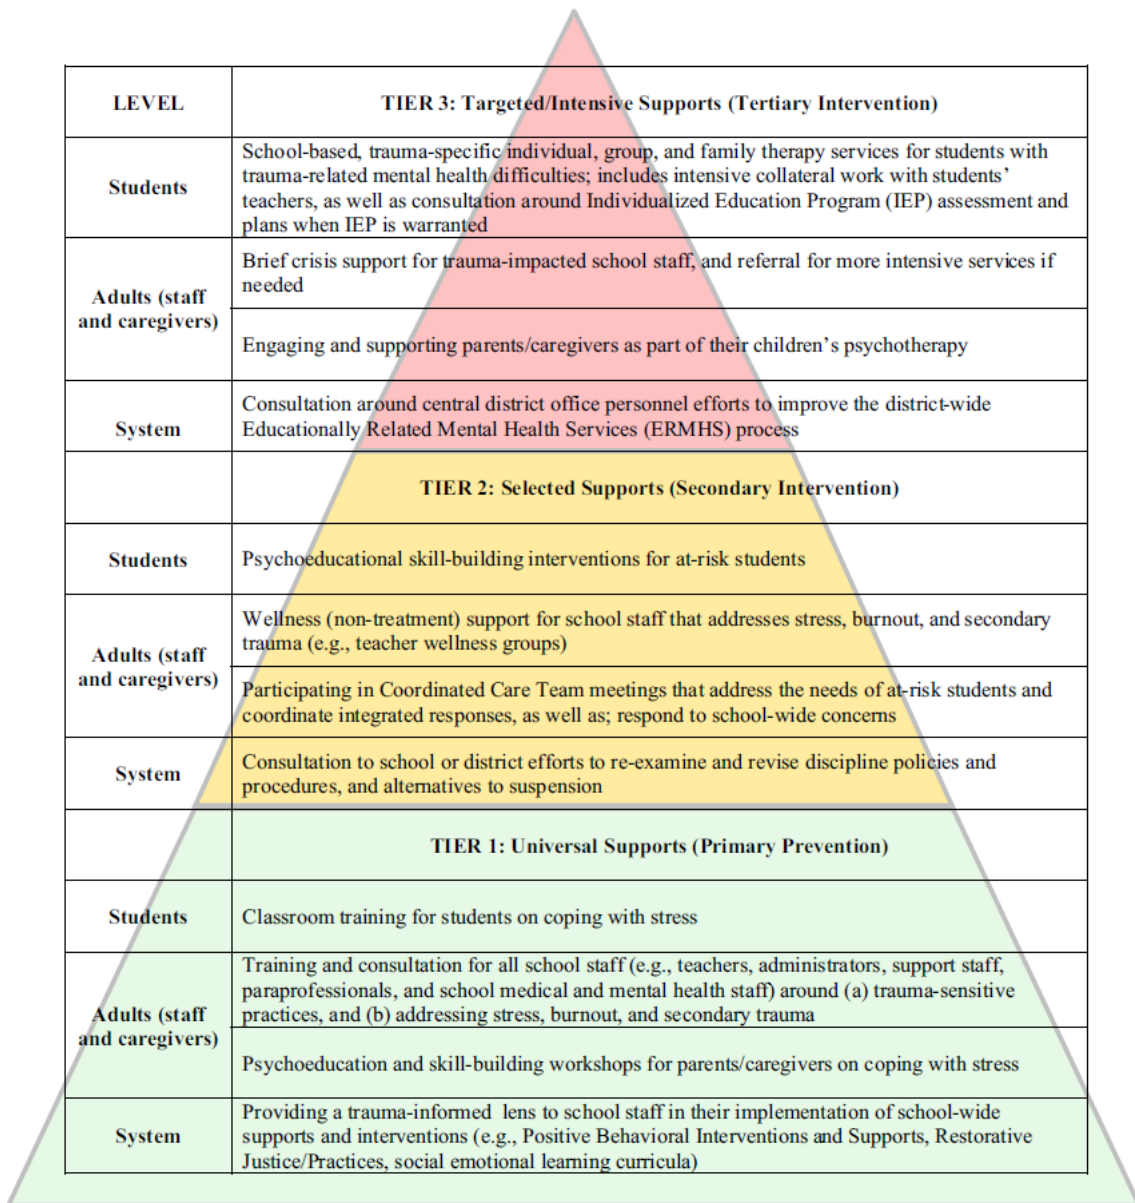 LEVEL
TIER 3: Targeted/Intensive Supports (Tertiary Intervention)
Students
School-based, trauma-specific individual, group, and family therapy services for students with
trauma-related mental health difficulties; includes intensive collateral work with students’
teachers, as well as consultation around Individualized Education Program (IEP) assessment and
plans when IEP is warranted
Adults (staff
and caregivers)
Brief crisis support for trauma-impacted school staff, and referral for more intensive services if
needed
Engaging and supporting parents/caregivers as part of their children’s psychotherapy
System
Consultation around central district office personnel efforts to improve the district-wide
Educationally Related Mental Health Services (ERMHS) process
TIER 2: Selected Supports (Secondary Intervention)
Students
Psychoeducational skill-building interventions for at-risk students
Adults (staff
and caregivers)
Wellness (non-treatment) support for school staff that addresses stress, burnout, and secondary
trauma (e.g., teacher wellness groups)
Participating in Coordinated Care Team meetings that address the needs of at-risk students and
coordinate integrated responses, as well as; respond to school-wide concerns
System
Consultation to school or district efforts to re-examine and revise discipline policies and
procedures, and alternatives to suspension
TIER 1: Universal Supports (Primary Prevention)
Students
Classroom training for students on coping with stress
Adults (staff
and caregivers)
Training and consultation for all school staff (e.g., teachers, administrators, support staff,
paraprofessionals, and school medical and mental health staff) around (a) trauma-sensitive
practices, and (b) addressing stress, burnout, and secondary trauma
Psychoeducation and skill-building workshops for parents/caregivers on coping with stress
System
Providing a trauma-informed lens to school staff in their implementation of school-wide
supports and interventions (e.g., Positive Behavioral Interventions and Supports, Restorative
Justice/Practices, social emotional learning curricula)